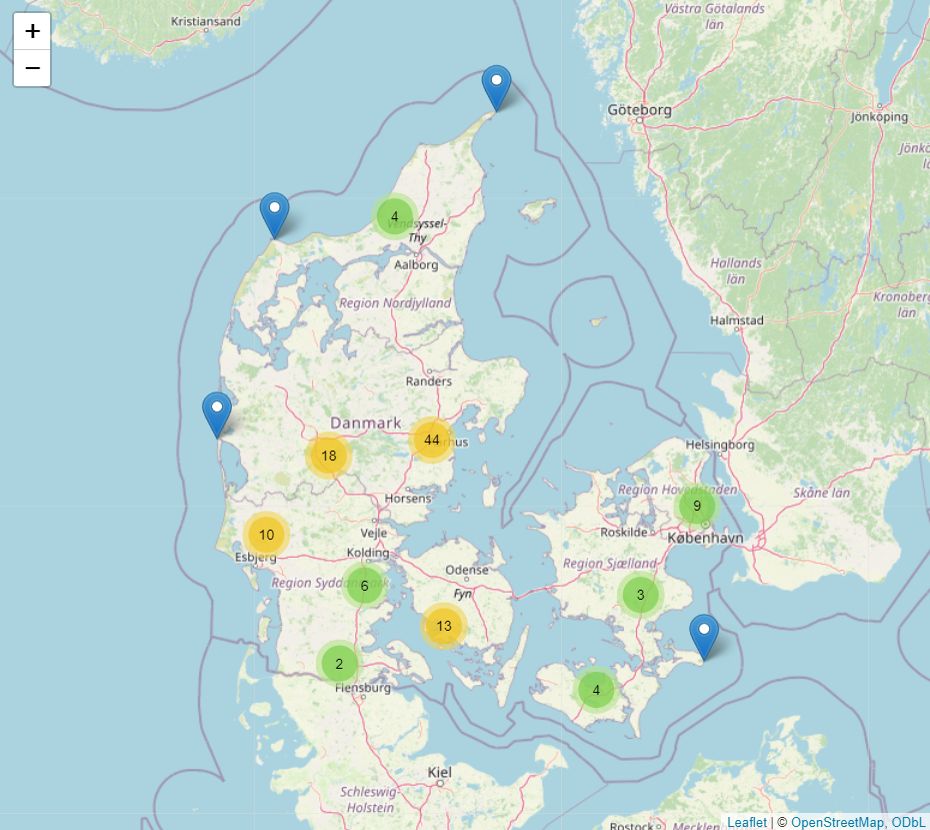 +
−
Kristiansand
Västra Götalands
län
Göteborg
Jönköping
4
Vendsyssel-
Thy
Aalborg
Hallands
län
Region Nordjylland
Kronoberg
län
Halmstad
Randers
Danmark
44
18
Helsingborg
Horsens
Region Hovedstaden
Skåne län
9
10
Vejle
Roskilde
København
Kolding
Esbjerg
Region Sjælland
Odense
Fyn
6
Region Syddanmark
3
13
2
Flensburg
4
Kiel
Schleswig
Holstein
Rostock
Mecklen
Leaflet | © OpenStreetMap, ODbL